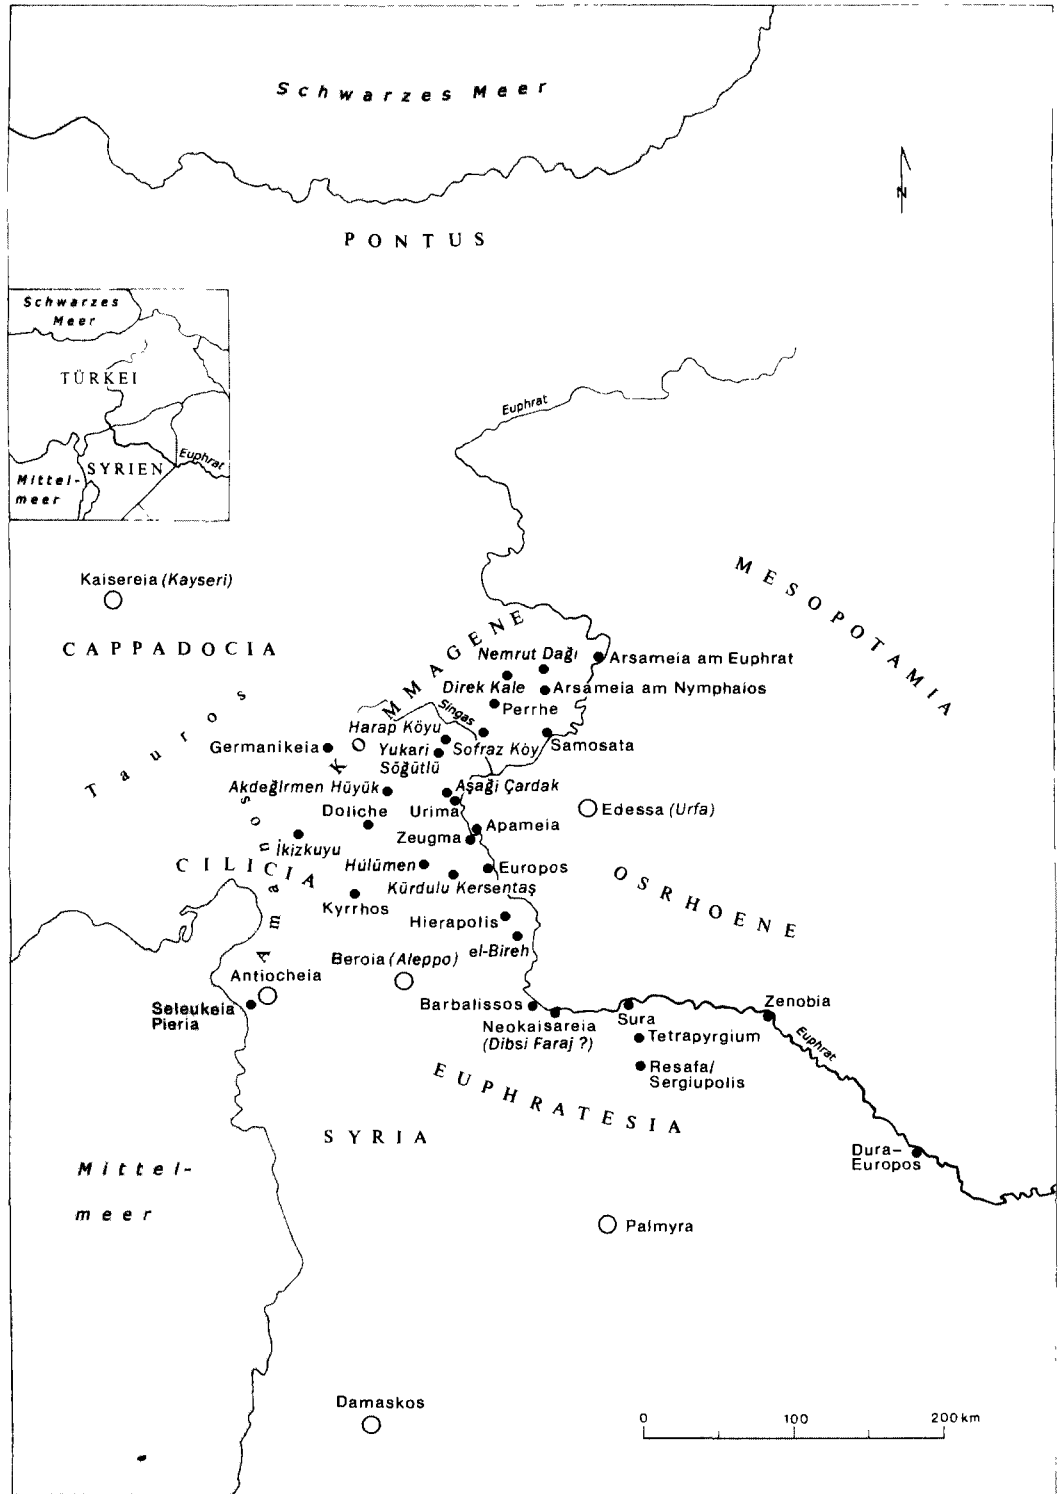 Schwarzes Meer
N
PONTUS
Schwarzes
Meer
TÜRKEI
Euphrat
SYRIEN
Mittel-
meer
Euphrat
MESOPOTAMIA
Kaisereia (Kayseri)
CAPPADOCIA
KOMMAGENE
Nemrut Dağı
Arsameia am Euphrat
Direk Kale
Arsameia am Nymphaios
Singas
Perrhe
Tauros
Harap Köyu
Germanikeia
Yukari
Söğütlü
Sofraz Köy
Samosata
Akdeğirmen Hüyük
Aşaği Çardak
Doliche
Urima
Edessa (Urfa)
Amanos
Zeugma
Apameia
İkizkuyu
CILICIA
Hülümen
Europos
Kürdulu Kersentaş
OSRHOENE
Kyrrhos
Hierapolis
el-Bireh
Beroia (Aleppo)
Antiocheia
Seleukeia
Pieria
Barbalissos
Neokaisareia
(Dibsi Faraj ?)
Sura
Zenobia
Tetrapyrgium
Euphrat
Resafa/
Sergiupolis
EUPHRATESIA
SYRIA
Dura-
Europos
Mittel-
meer
Palmyra
Damaskos
0 100 200 km